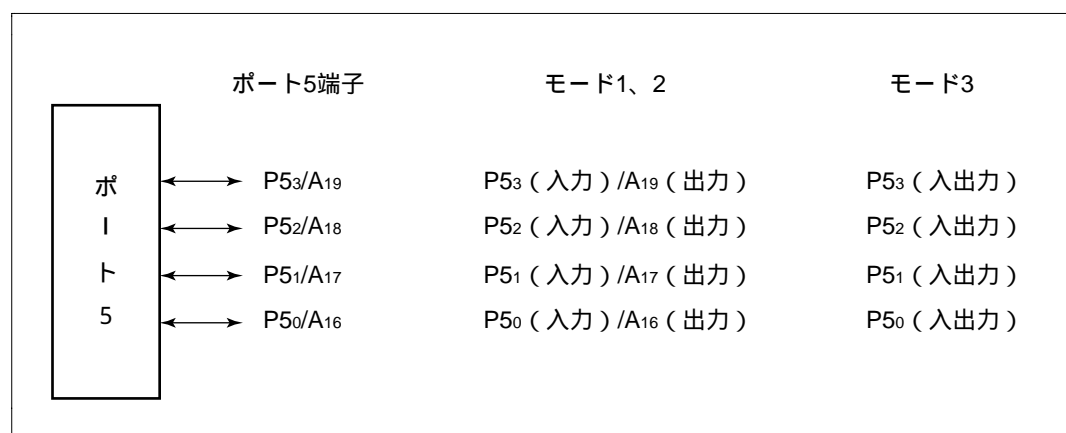 ポート5端子 モード1、2 モード3
ポート5
P53/A19 P53（入力）/A19（出力） P53（入出力）
P52/A18 P52（入力）/A18（出力） P52（入出力）
P51/A17 P51（入力）/A17（出力） P51（入出力）
P50/A16 P50（入力）/A16（出力） P50（入出力）